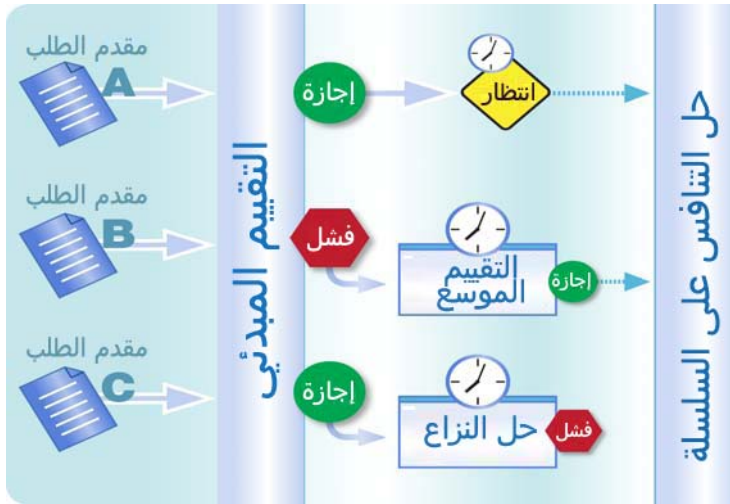 مقدم الطلب
A
إجازة
انتظار
مقدم الطلب
B
فشل
التقييم
الموسع
إجازة
مقدم الطلب
C
إجازة
حل النزاع
فشل
التقييم المبدئي
حل التنافس على السلسلة